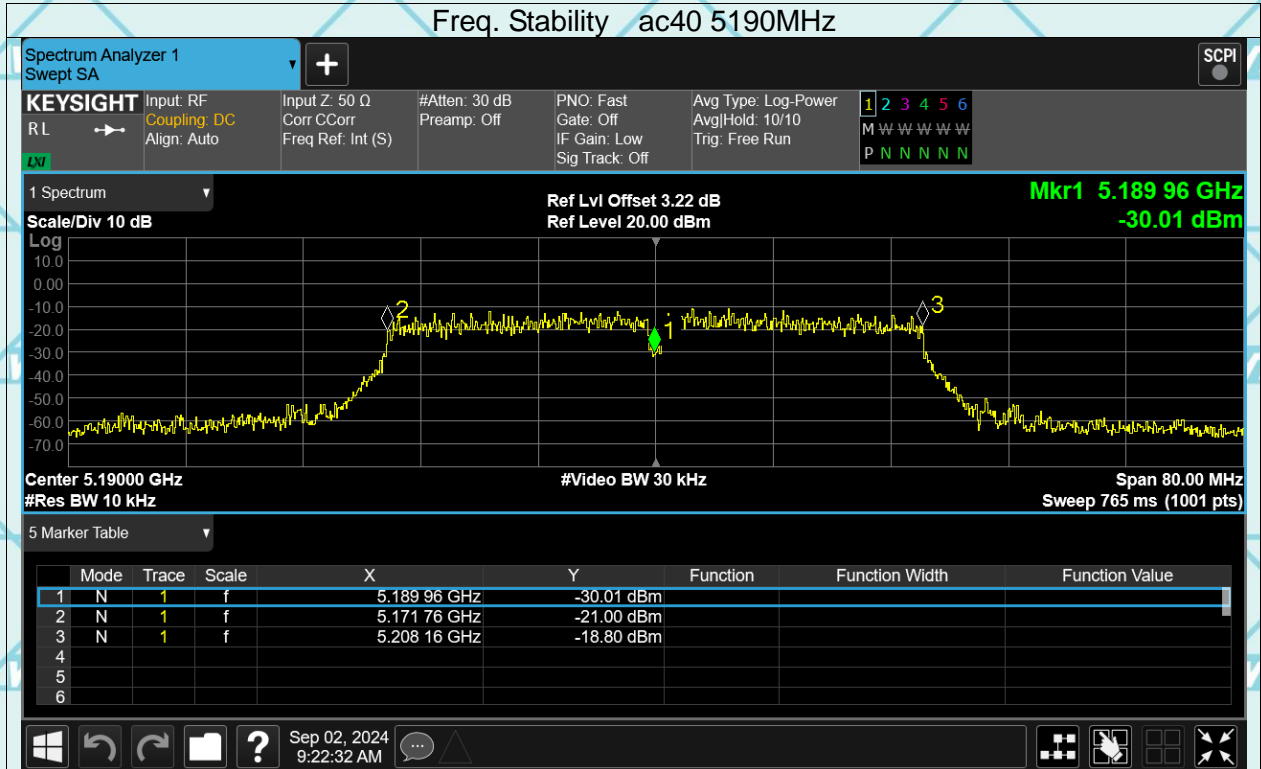 Freq. Stability ac40 5190MHz
Spectrum Analyzer 1
Swept SA
+
SCPI
KEYSIGHT
RL
LXI
Input: RF
Coupling: DC
Align: Auto
Input Z: 50 Ω
Corr CCorr
Freq Ref: Int (S)
#Atten: 30 dB
Preamp: Off
PNO: Fast
Gate: Off
IF Gain: Low
Sig Track: Off
Avg Type: Log-Power
Avg|Hold: 10/10
Trig: Free Run
1 2 3 4 5 6
M W W W W W W
P N N N N N N
1 Spectrum
Scale/Div 10 dB
Ref Lvl Offset 3.22 dB
Ref Level 20.00 dBm
Mkr1 5.189 96 GHz
-30.01 dBm
Log
10.0
0.00
-10.0
-20.0
-30.0
-40.0
-50.0
-60.0
-70.0
2
1
3
Center 5.19000 GHz
#Res BW 10 kHz
#Video BW 30 kHz
Span 80.00 MHz
Sweep 765 ms (1001 pts)
5 Marker Table
Mode Trace Scale X Y Function Function Width Function Value
1 N 1 f 5.189 96 GHz -30.01 dBm
2 N 1 f 5.171 76 GHz -21.00 dBm
3 N 1 f 5.208 16 GHz -18.80 dBm
4
5
6
?
Sep 02, 2024
9:22:32 AM